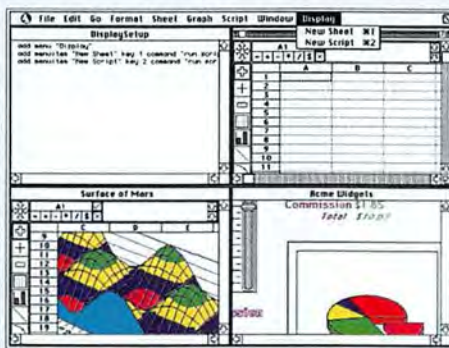 File Edit Go Format Sheet Graph Script Window Display
New Sheet ⌘1
New Script ⌘2
DisplaySetup
add menu "Display"
add menuitem "New Sheet" key 1 command "run scri
add menuitem "New Script" key 2 command "run scr
A1
+ - * / $
A B C
1
2
3
4
5
6
7
8
9
10
11
Surface of Mars
A1
+ - * / $
C D E
9
10
11
12
13
14
15
16
17
18
19
Acme Widgets
Commission $1.85
Total